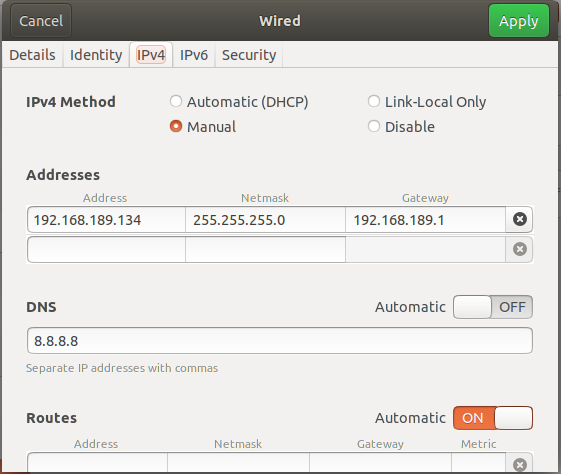 Cancel Wired Apply
Details Identity IPv4 IPv6 Security
IPv4 Method Automatic (DHCP) Link-Local Only
Manual Disable
Addresses
Address Netmask Gateway
192.168.189.134 255.255.255.0 192.168.189.1
DNS Automatic OFF
8.8.8.8
Separate IP addresses with commas
Routes Automatic ON
Address Netmask Gateway Metric